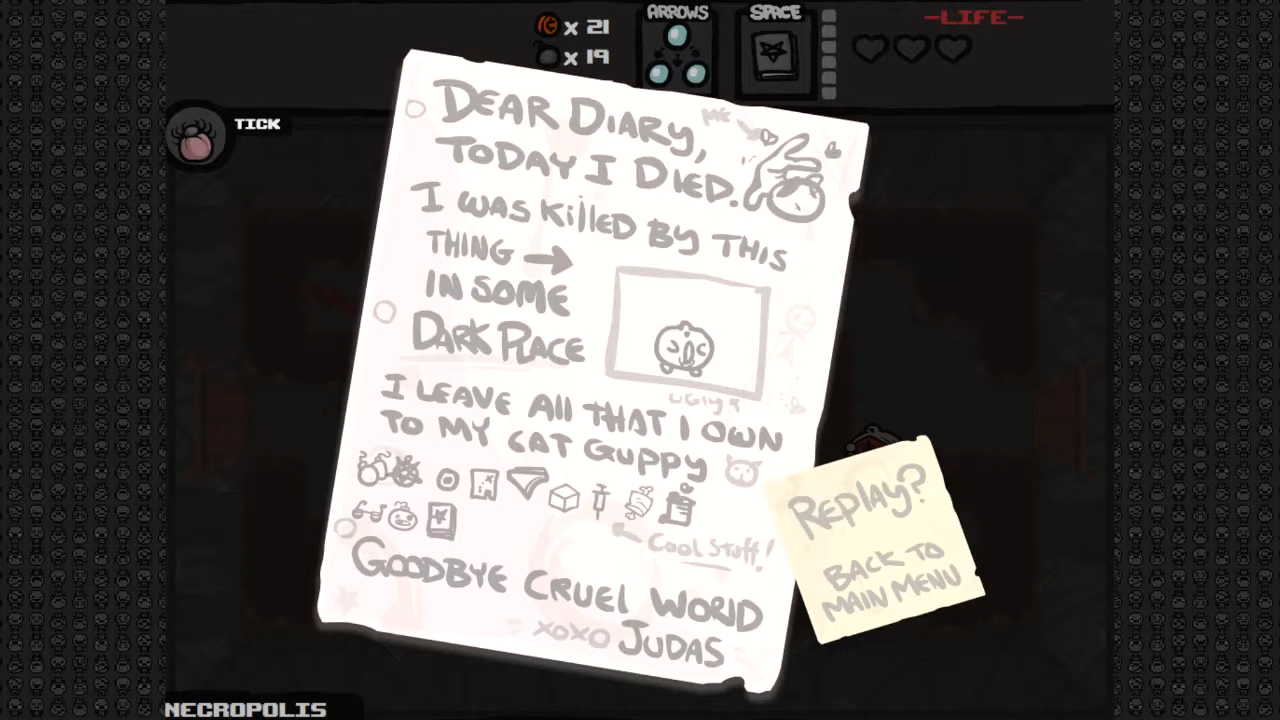 ARROWS
SPACE
-LIFE-
x 21
x 19
TICK
DEAR DIARY,
TODAY I DIED.
ME
I WAS KILLED BY THIS
THING →
IN SOME
DARK PLACE
UGLY
I LEAVE ALL THAT I OWN
TO MY CAT GUPPY
COOL STUFF!
GOODBYE CRUEL WORLD
XOXO JUDAS
REPLAY?
BACK TO
MAIN MENU
NECROPOLIS